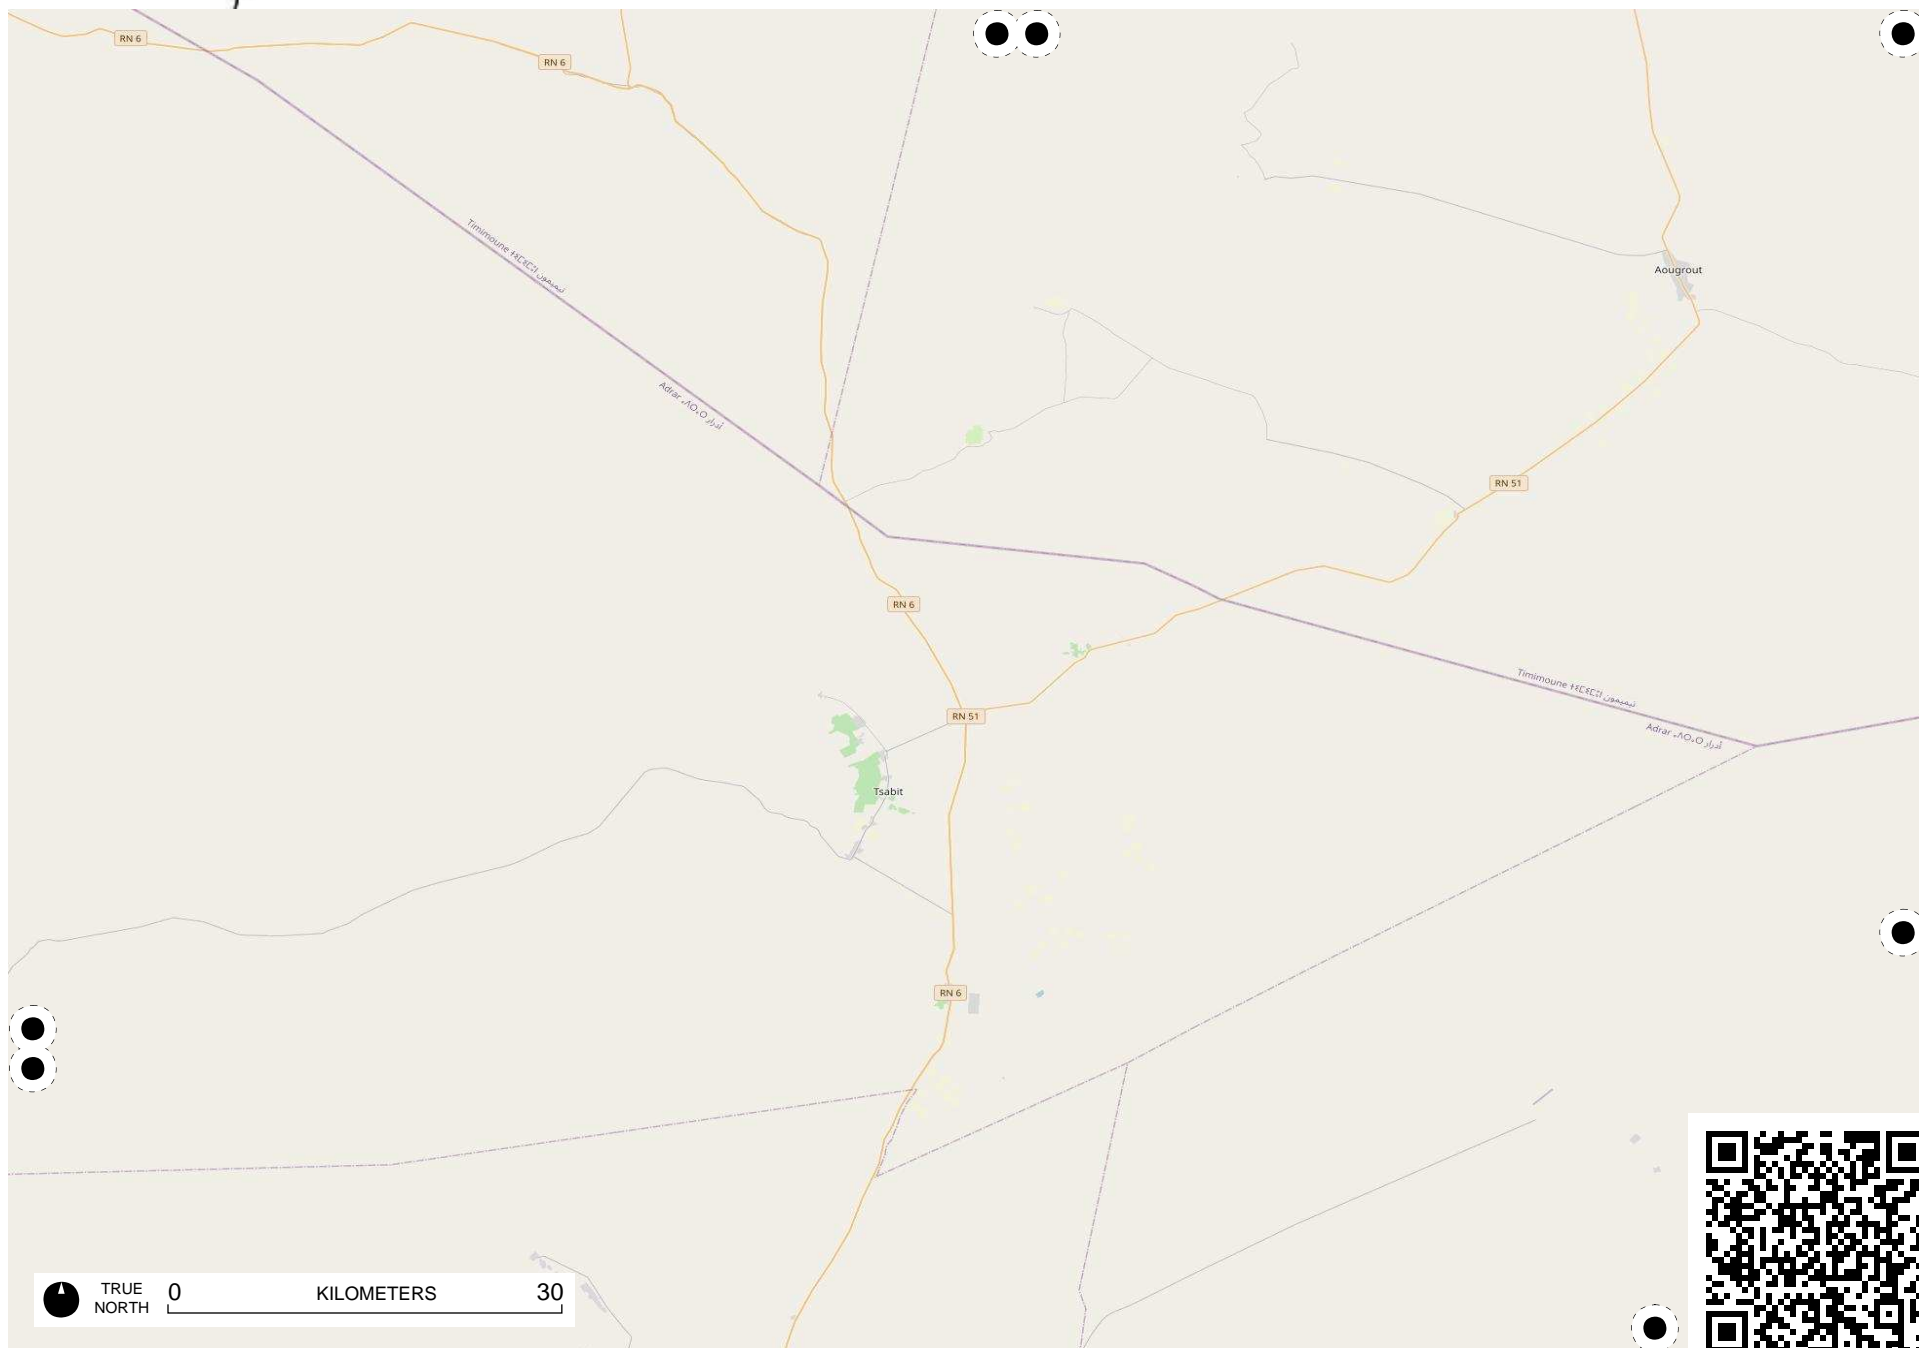 RN 6
RN 6
Timimoune ⵜⵉⵎⵉⵎⵓⵏ تيميمون
Aougrout
Adrar ⴰⴷⵔⴰⵔ أدرار
RN 51
RN 6
Timimoune ⵜⵉⵎⵉⵎⵓⵏ تيميمون
RN 51
Adrar ⴰⴷⵔⴰⵔ أدرار
Tsabit
RN 6
TRUE
NORTH
0 KILOMETERS 30